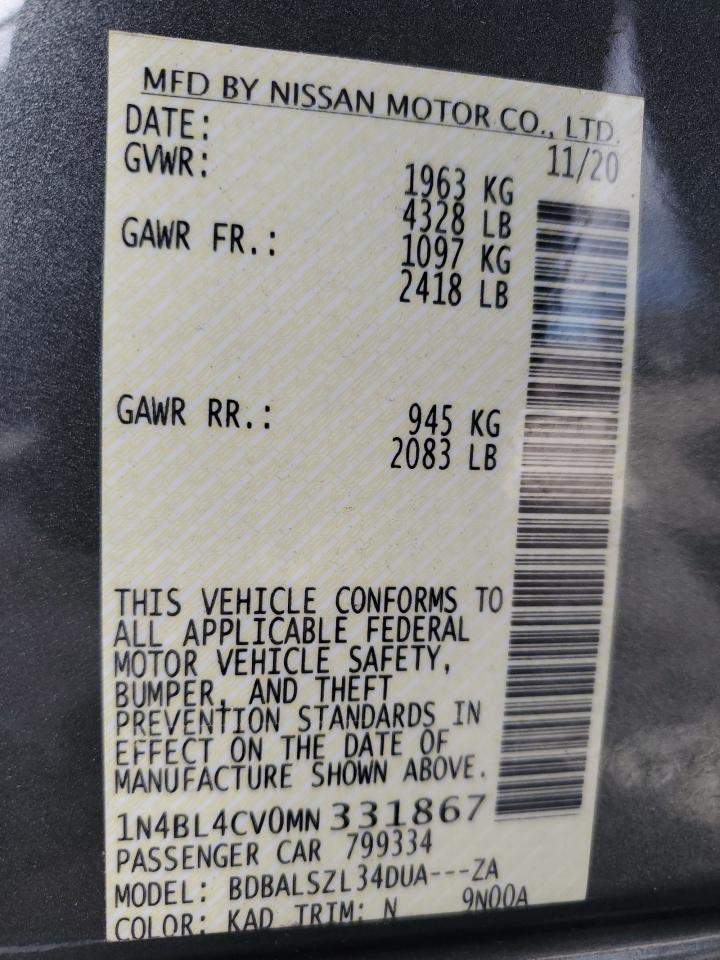 MFD BY NISSAN MOTOR CO., LTD.
DATE: 11/20
GVWR: 1963 KG
4328 LB
GAWR FR.: 1097 KG
2418 LB
GAWR RR.: 945 KG
2083 LB
THIS VEHICLE CONFORMS TO
ALL APPLICABLE FEDERAL
MOTOR VEHICLE SAFETY,
BUMPER, AND THEFT
PREVENTION STANDARDS IN
EFFECT ON THE DATE OF
MANUFACTURE SHOWN ABOVE.
1N4BL4CV0MN 331867
PASSENGER CAR 799334
MODEL: BDBALSZL34DUA---ZA
COLOR: KAD TRIM: N 9N00A